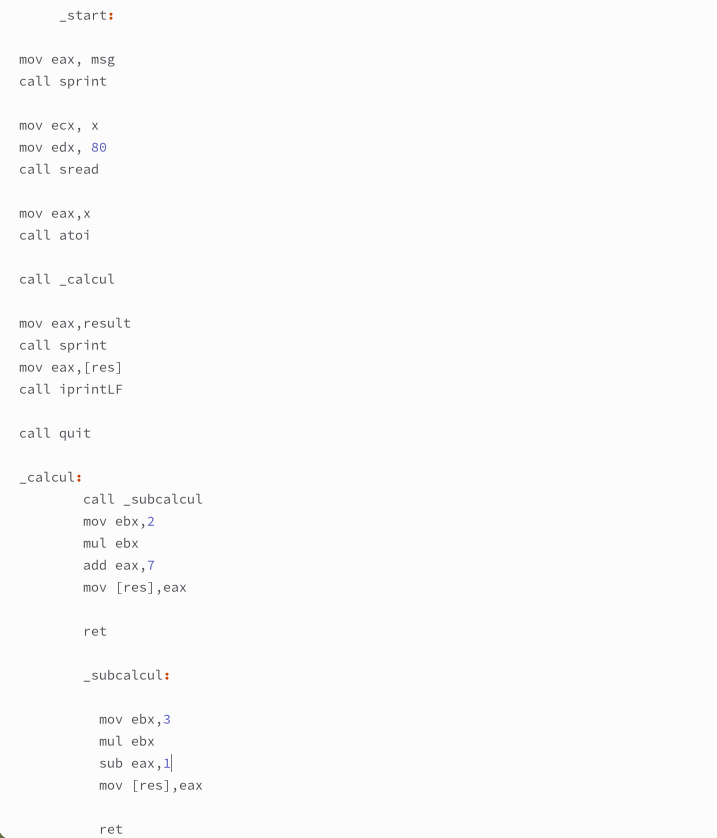 _start:
mov eax, msg
call sprint
mov ecx, x
mov edx, 80
call sread
mov eax,x
call atoi
call _calcul
mov eax,result
call sprint
mov eax,[res]
call iprintLF
call quit
_calcul:
call _subcalcul
mov ebx,2
mul ebx
add eax,7
mov [res],eax
ret
_subcalcul:
mov ebx,3
mul ebx
sub eax,1
mov [res],eax
ret